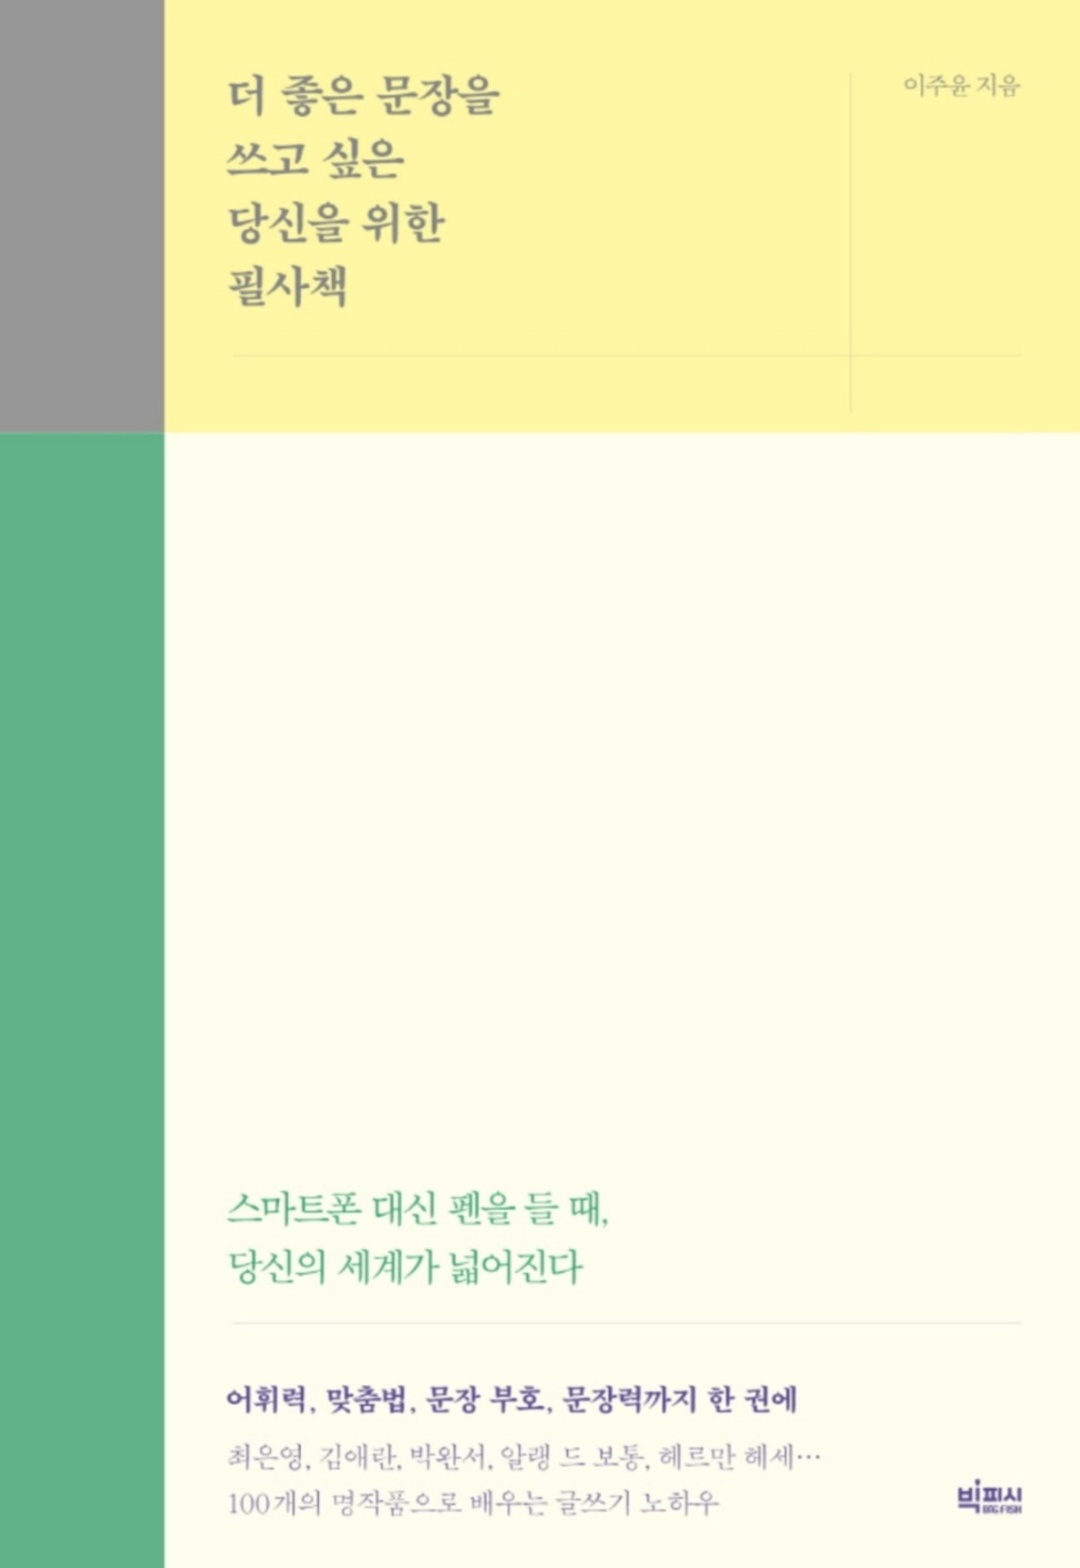 더 좋은 문장을
쓰고 싶은
당신을 위한
필사책
이주윤 지음
스마트폰 대신 펜을 들 때,
당신의 세계가 넓어진다
어휘력, 맞춤법, 문장 부호, 문장력까지 한 권에
최은영, 김애란, 박완서, 알랭 드 보통, 헤르만 헤세…
100개의 명작품으로 배우는 글쓰기 노하우
빅피시
BIG FISH